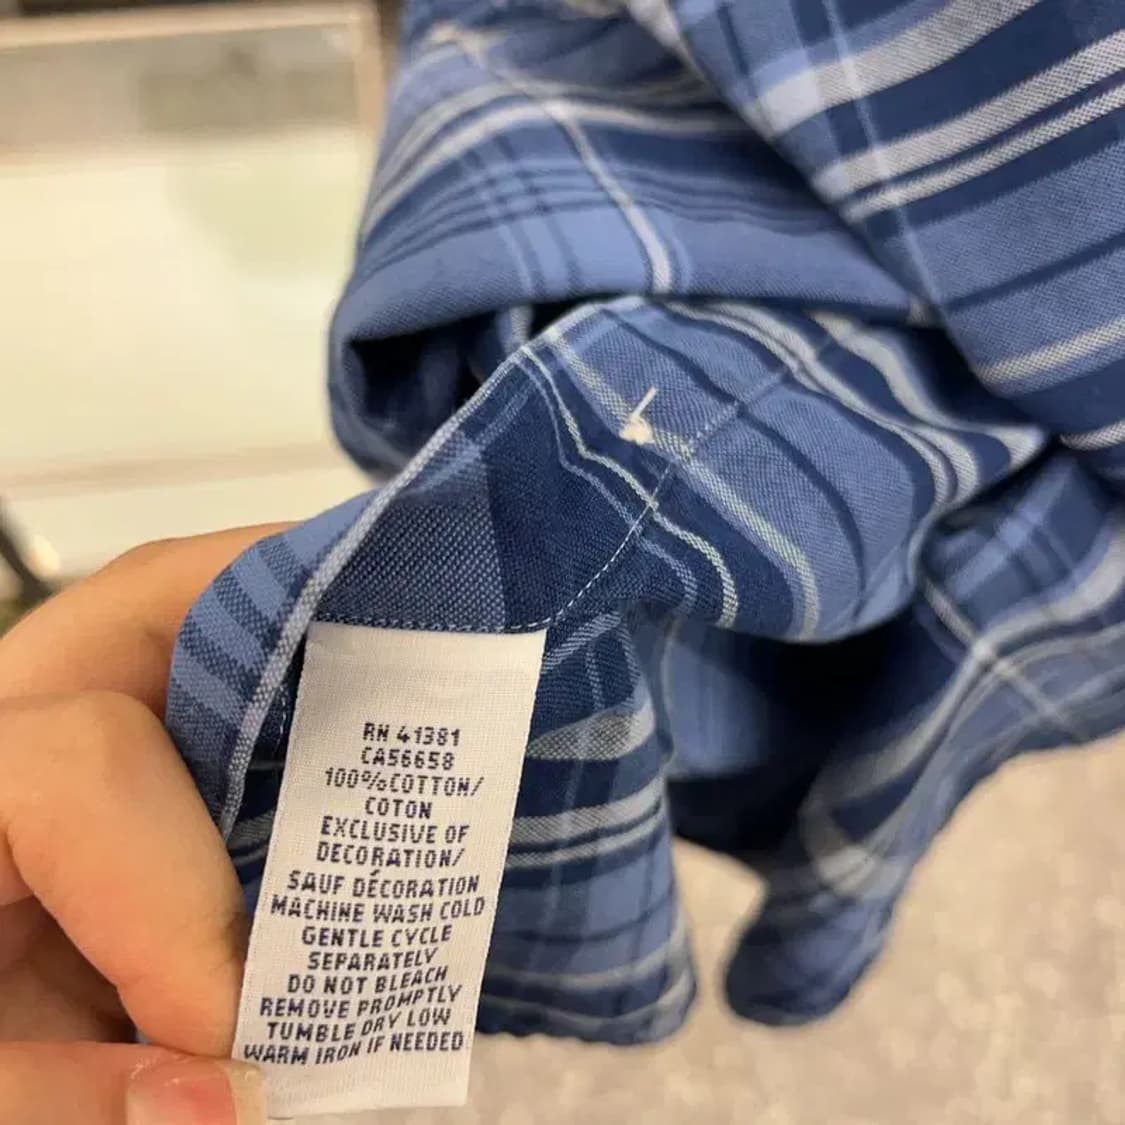 RN 41381
CA56658
100%COTTON/
COTON
EXCLUSIVE OF
DECORATION/
SAUF DÉCORATION
MACHINE WASH COLD
GENTLE CYCLE
SEPARATELY
DO NOT BLEACH
REMOVE PROMPTLY
TUMBLE DRY LOW
WARM IRON IF NEEDED